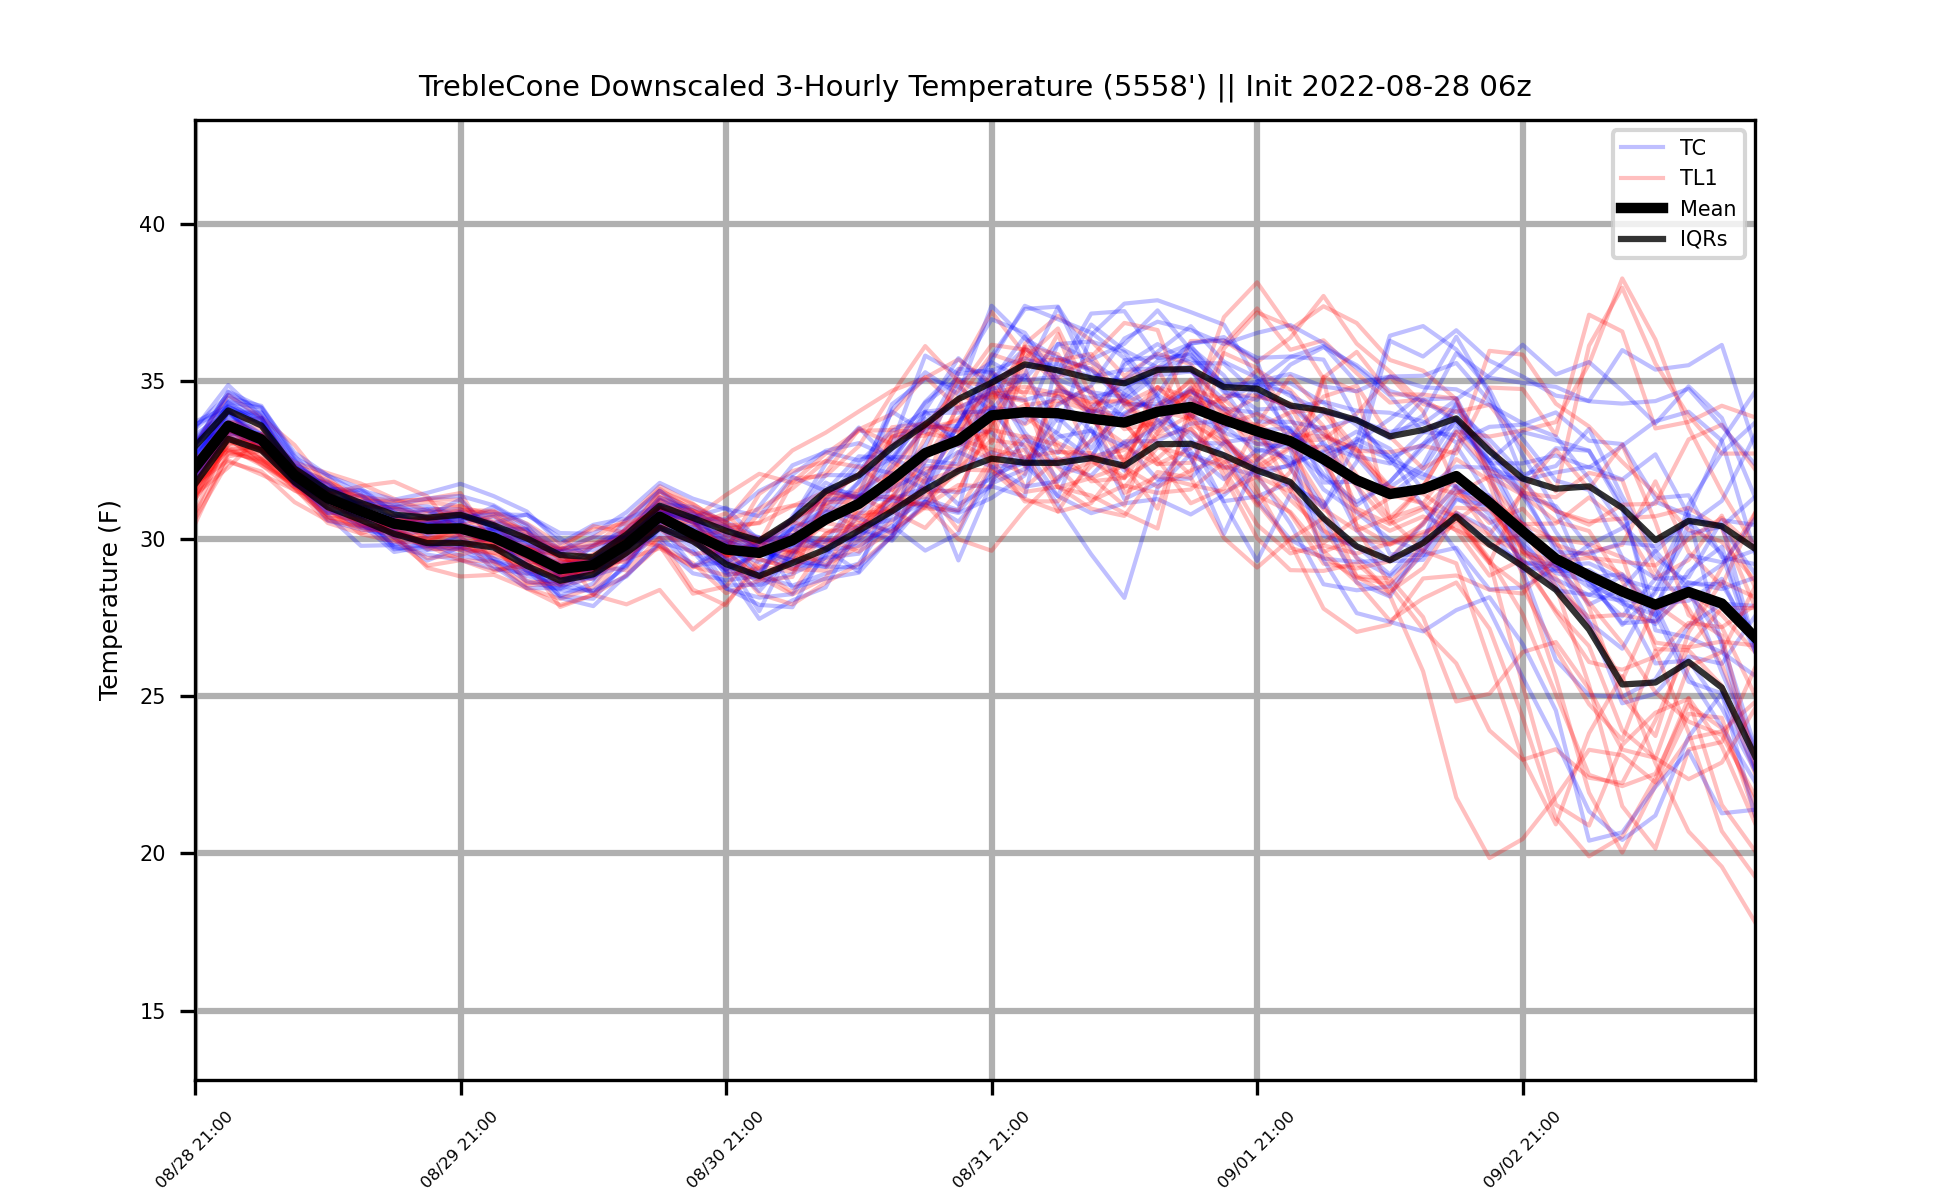 TrebleCone Downscaled 3-Hourly Temperature (5558') || Init 2022-08-28 06z
TC
TL1
Mean
IQRs
Temperature (F)
40
35
30
25
20
15
08/28 21:00
08/29 21:00
08/30 21:00
08/31 21:00
09/01 21:00
09/02 21:00